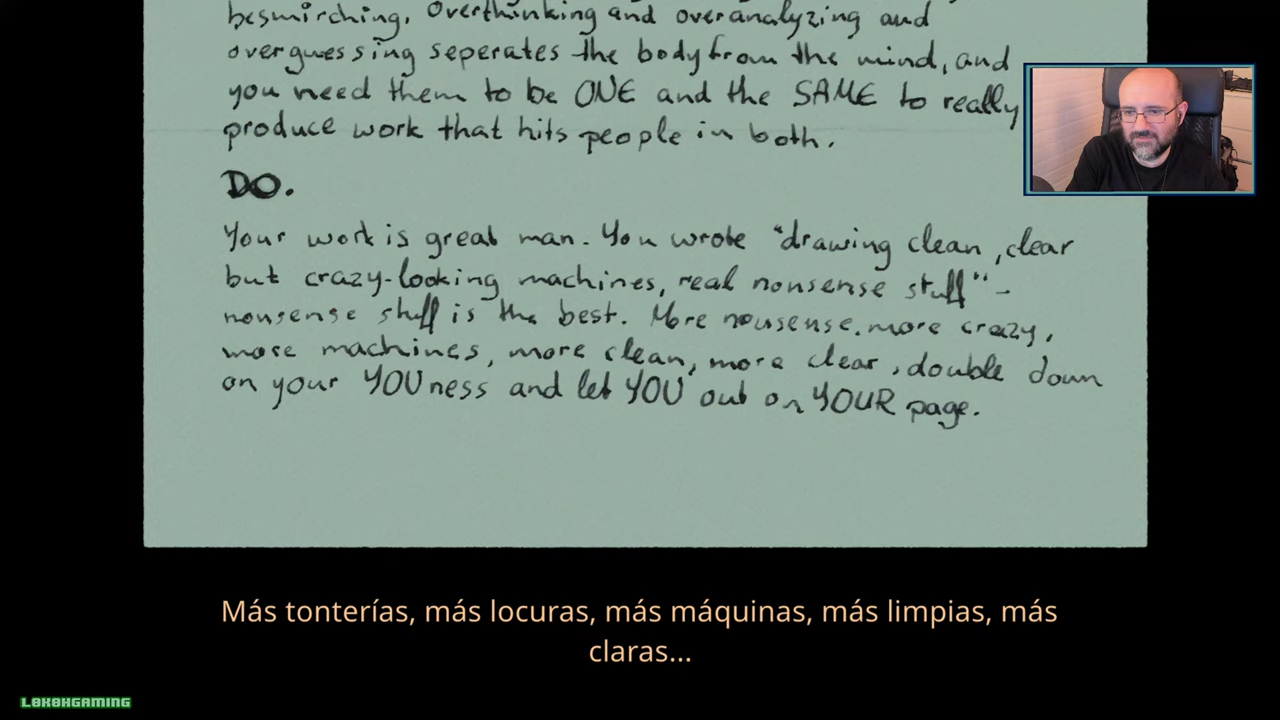 besmirching. Overthinking and overanalyzing and
overguessing seperates the body from the mind, and
you need them to be ONE and the SAME to really
produce work that hits people in both.
DO.
Your work is great man. You wrote "drawing clean, clear
but crazy-looking machines, real nonsense stuff" -
nonsense stuff is the best. More nonsense. more crazy,
more machines, more clean, more clear, double down
on your YOUness and let YOU out on YOUR page.
Más tonterías, más locuras, más máquinas, más limpias, más
claras...
L0K0XGAMING